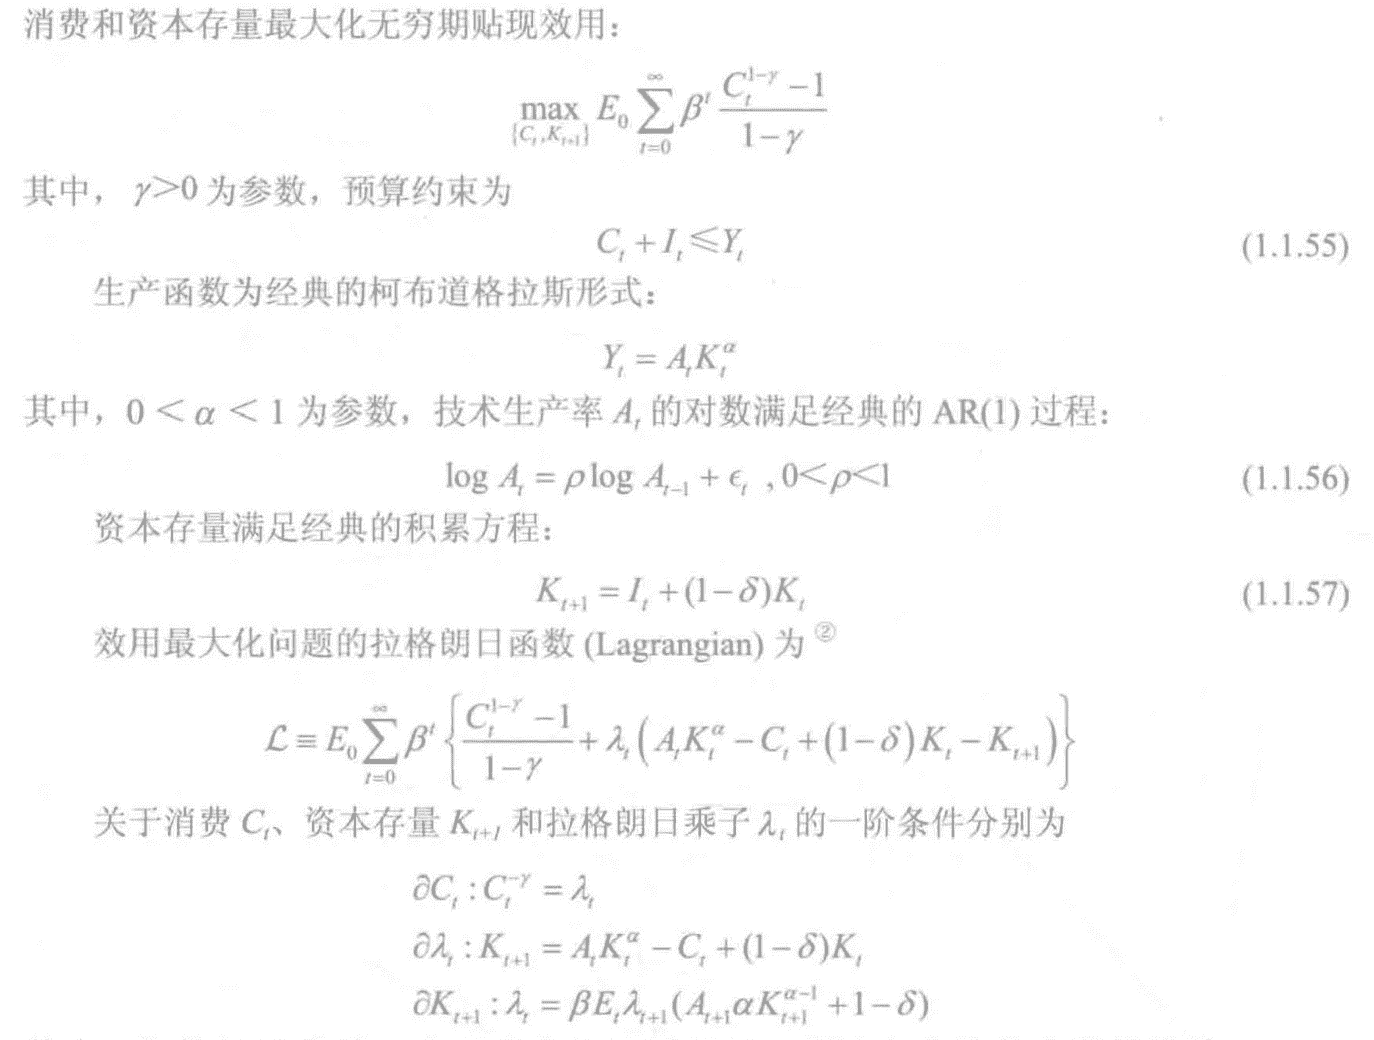 消费和资本存量最大化无穷期贴现效用：
$$\max_{\{C_t,K_{t+1}\}} E_0 \sum_{t=0}^{\infty} \beta^t \frac{C_t^{1-\gamma}-1}{1-\gamma}$$
其中，γ>0 为参数，预算约束为
$$C_t + I_t \leqslant Y_t$$ (1.1.55)
生产函数为经典的柯布道格拉斯形式：
$$Y_t = A_t K_t^{\alpha}$$
其中，0 < α < 1 为参数，技术生产率 $A_t$ 的对数满足经典的 AR(1) 过程：
$$\log A_t = \rho \log A_{t-1} + \epsilon_t \ , 0<\rho<1$$ (1.1.56)
资本存量满足经典的积累方程：
$$K_{t+1} = I_t + (1-\delta)K_t$$ (1.1.57)
效用最大化问题的拉格朗日函数 (Lagrangian) 为 ②
$$\mathcal{L} \equiv E_0 \sum_{t=0}^{\infty} \beta^t \left\{ \frac{C_t^{1-\gamma}-1}{1-\gamma} + \lambda_t \left( A_t K_t^{\alpha} - C_t + (1-\delta) K_t - K_{t+1} \right) \right\}$$
关于消费 $C_t$、资本存量 $K_{t+1}$ 和拉格朗日乘子 $\lambda_t$ 的一阶条件分别为
$$\partial C_t : C_t^{-\gamma} = \lambda_t$$
$$\partial \lambda_t : K_{t+1} = A_t K_t^{\alpha} - C_t + (1-\delta)K_t$$
$$\partial K_{t+1} : \lambda_t = \beta E_t \lambda_{t+1} (A_{t+1} \alpha K_{t+1}^{\alpha-1} + 1 - \delta)$$